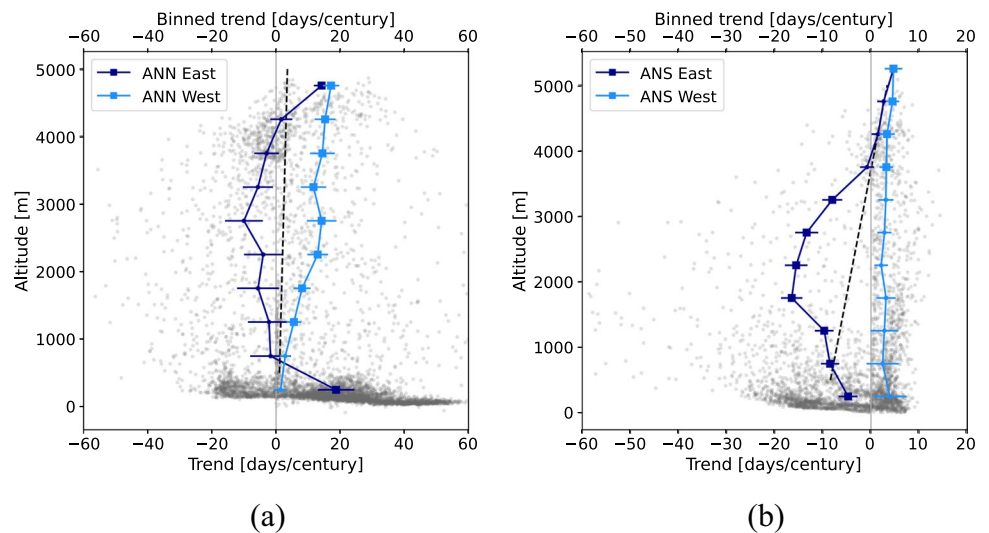 Binned trend [days/century]
−60 −40 −20 0 20 40 60
5000
4000
3000
2000
1000
0
Altitude [m]
ANN East
ANN West
−60 −40 −20 0 20 40 60
Trend [days/century]
(a)
Binned trend [days/century]
−60 −50 −40 −30 −20 −10 0 10 20
5000
4000
3000
2000
1000
0
Altitude [m]
ANS East
ANS West
−60 −50 −40 −30 −20 −10 0 10 20
Trend [days/century]
(b)